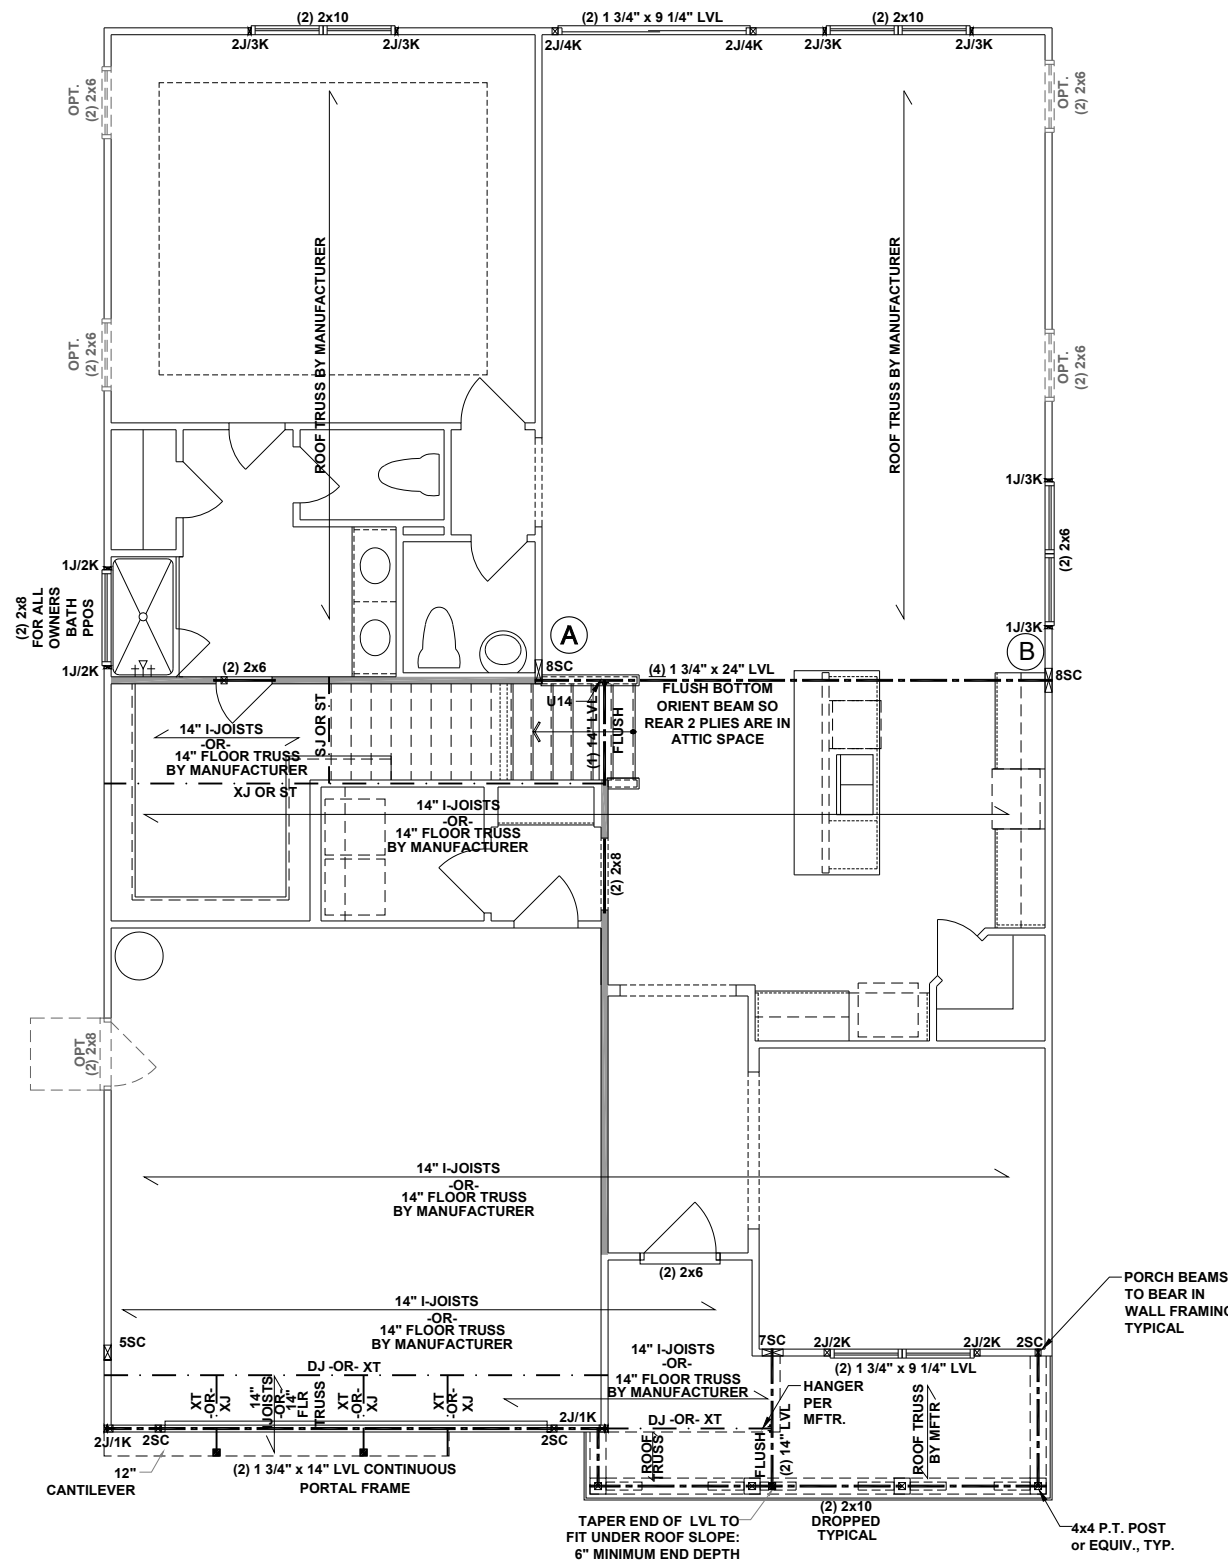 (2) 2x10
(2) 1 3/4" x 9 1/4" LVL
(2) 2x10
2J/3K
2J/3K
2J/4K
2J/4K
2J/3K
2J/3K
OPT.
(2) 2x6
OPT.
(2) 2x6
ROOF TRUSS BY MANUFACTURER
ROOF TRUSS BY MANUFACTURER
OPT.
(2) 2x6
OPT.
(2) 2x6
1J/3K
(2) 2x6
1J/3K
1J/2K
(2) 2x8
FOR ALL
OWNERS
BATH
PPOS
1J/2K
A
B
(2) 2x6
8SC
8SC
(4) 1 3/4" x 24" LVL
FLUSH BOTTOM
ORIENT BEAM SO
REAR 2 PLIES ARE IN
ATTIC SPACE
U14
(1) 14" LVL
FLUSH
SJ OR ST
14" I-JOISTS
-OR-
14" FLOOR TRUSS
BY MANUFACTURER
XJ OR ST
14" I-JOISTS
-OR-
14" FLOOR TRUSS
BY MANUFACTURER
(2) 2x8
OPT
(2) 2x8
14" I-JOISTS
-OR-
14" FLOOR TRUSS
BY MANUFACTURER
(2) 2x6
PORCH BEAMS
TO BEAR IN
WALL FRAMING
TYPICAL
14" I-JOISTS
-OR-
14" FLOOR TRUSS
BY MANUFACTURER
5SC
7SC
2J/2K
2J/2K
2SC
(2) 1 3/4" x 9 1/4" LVL
14" I-JOISTS
-OR-
14" FLOOR TRUSS
BY MANUFACTURER
DJ -OR- XT
XT
-OR-
XJ
14"
IJOISTS
-OR-
14"
FLR
TRUSS
XT
-OR-
XJ
XT
-OR-
XJ
HANGER
PER
MFTR.
DJ -OR- XT
2J/1K
2SC
2SC
2J/1K
ROOF
TRUSS
FLUSH
(2) 14" LVL
ROOF TRUSS
BY MFTR
12"
CANTILEVER
(2) 1 3/4" x 14" LVL CONTINUOUS
PORTAL FRAME
TAPER END OF LVL TO
FIT UNDER ROOF SLOPE:
6" MINIMUM END DEPTH
(2) 2x10
DROPPED
TYPICAL
4x4 P.T. POST
or EQUIV., TYP.